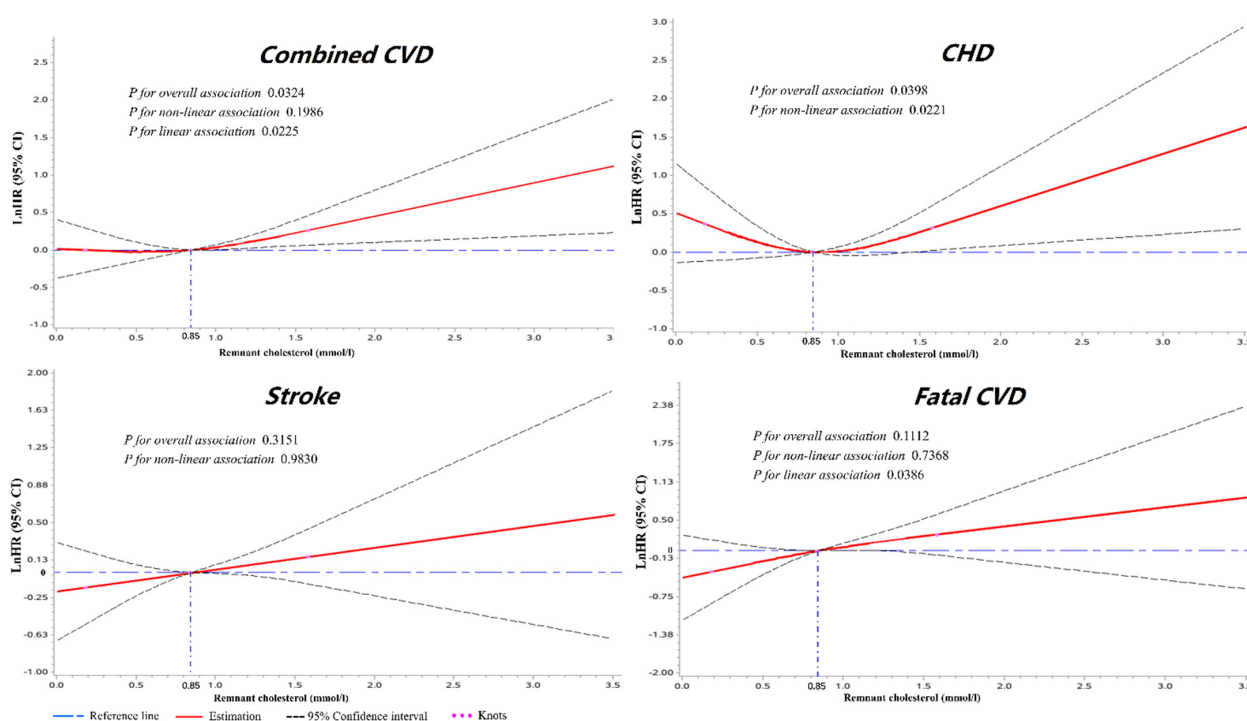 Combined CVD
P for overall association 0.0324
P for non-linear association 0.1986
P for linear association 0.0225
LnHR (95% CI)
2.5
2.0
1.5
1.0
0.5
0.0
-0.5
-1.0
0.0 0.5 0.85 1.0 1.5 2.0 2.5 3.0 3.
Remnant cholesterol (mmol/l)
CHD
P for overall association 0.0398
P for non-linear association 0.0221
LnHR (95% CI)
3.0
2.5
2.0
1.5
1.0
0.5
0.0
-0.5
-1.0
0.0 0.5 0.85 1.0 1.5 2.0 2.5 3.0 3.5
Remnant cholesterol (mmol/l)
Stroke
P for overall association 0.3151
P for non-linear association 0.9830
LnHR (95% CI)
2.00
1.63
1.25
0.88
0.50
0.13
0
-0.25
-0.63
-1.00
0.0 0.5 0.85 1.0 1.5 2.0 2.5 3.0 3.5
Remnant cholesterol (mmol/l)
Fatal CVD
P for overall association 0.1112
P for non-linear association 0.7368
P for linear association 0.0386
LnHR (95% CI)
2.38
1.75
1.13
0.50
0
-0.13
-0.75
-1.38
-2.00
0.0 0.5 0.85 1.0 1.5 2.0 2.5 3.0 3.
Remnant cholesterol (mmol/l)
Reference line Estimation 95% Confidence interval Knots